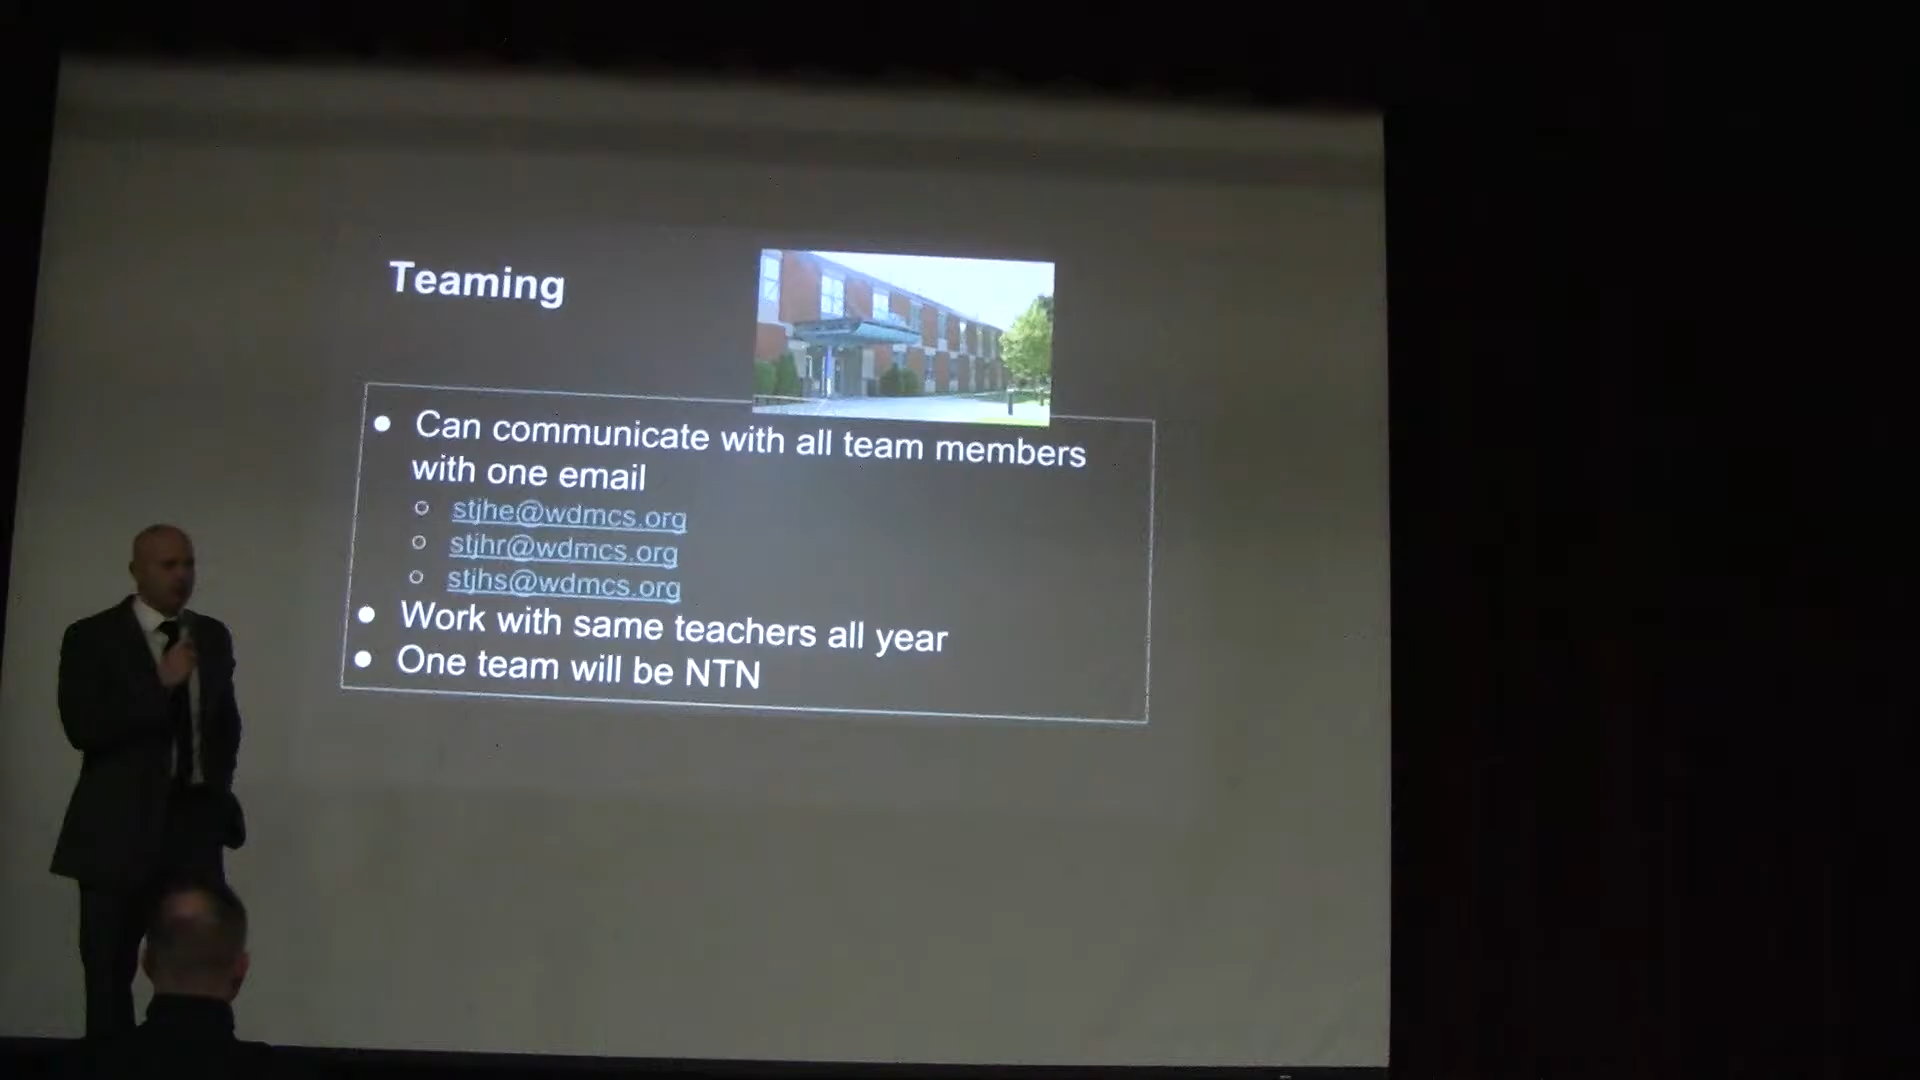 Teaming
● Can communicate with all team members
with one email
○ stjhe@wdmcs.org
○ stjhr@wdmcs.org
○ stjhs@wdmcs.org
● Work with same teachers all year
● One team will be NTN